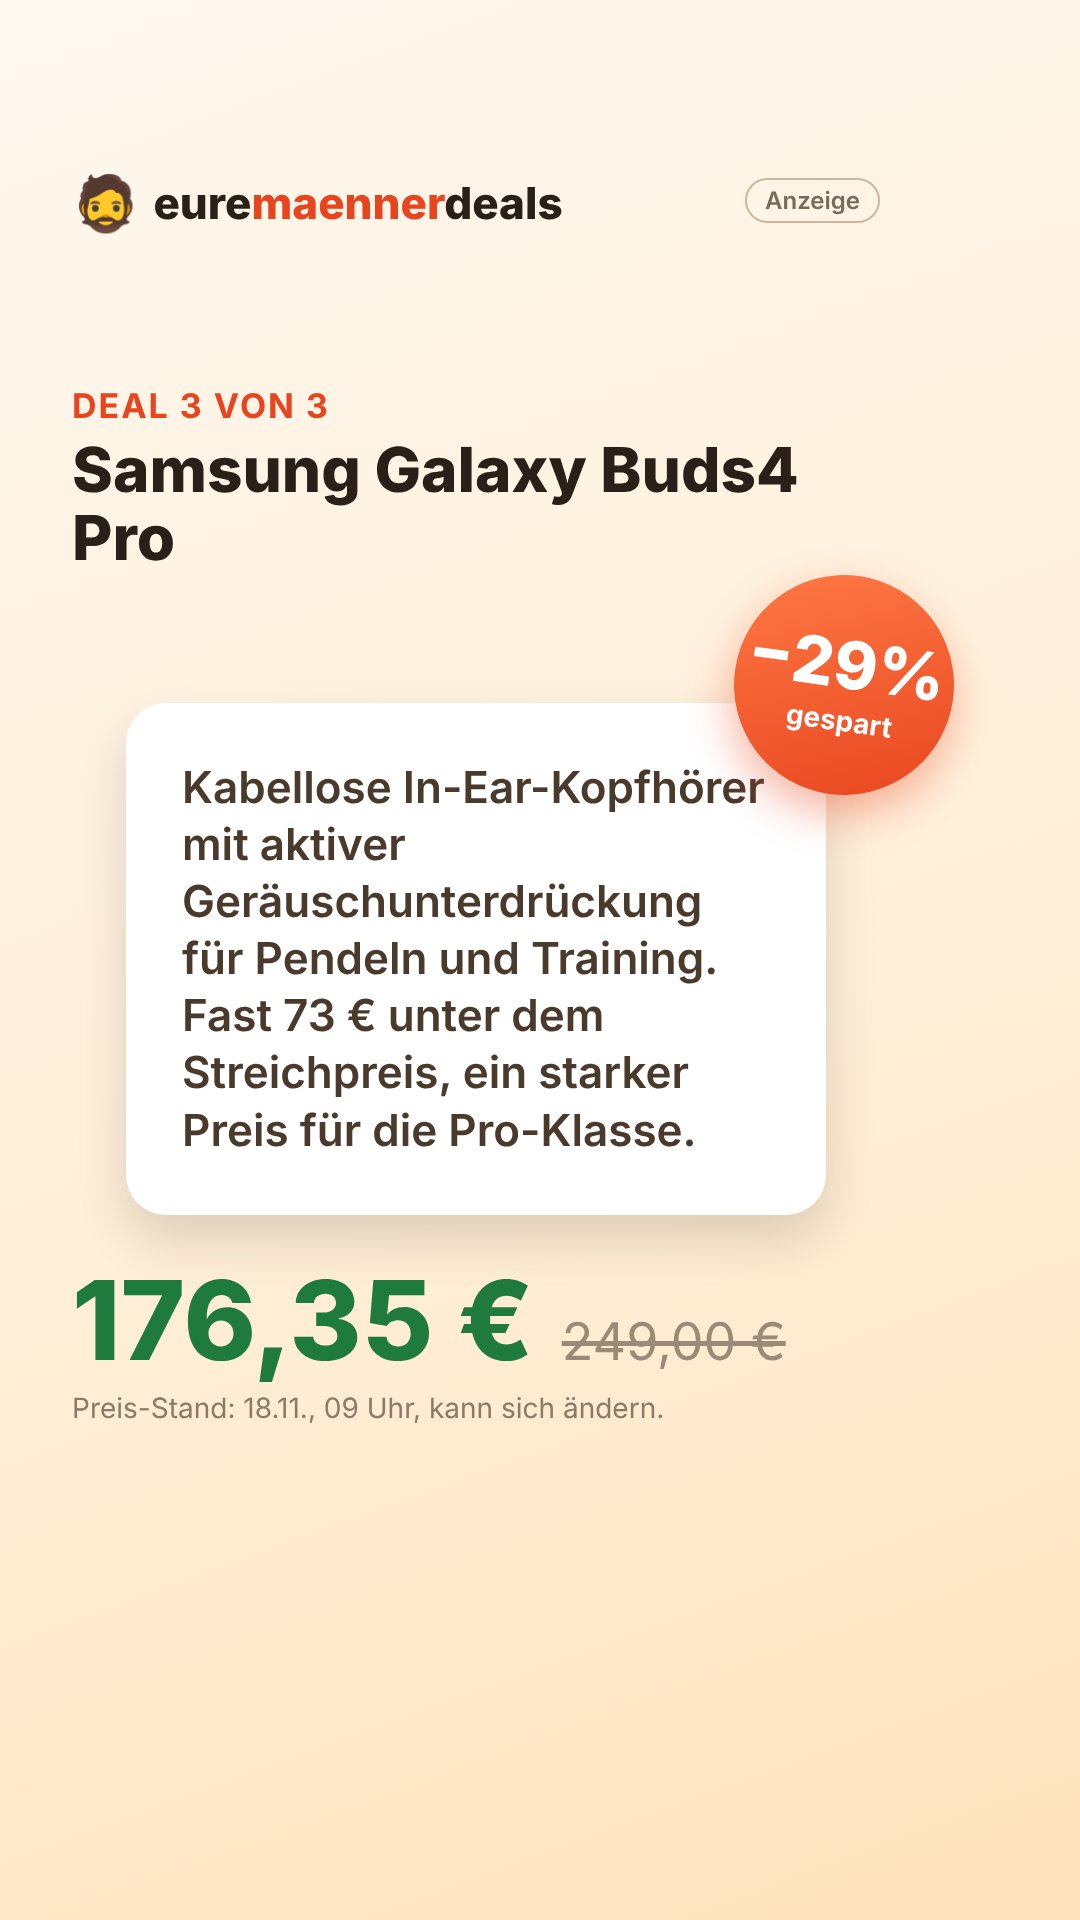 euremaennerdeals
Anzeige
DEAL 3 VON 3
Samsung Galaxy Buds4
Pro
−29%
gespart
Kabellose In-Ear-Kopfhörer
mit aktiver
Geräuschunterdrückung
für Pendeln und Training.
Fast 73 € unter dem
Streichpreis, ein starker
Preis für die Pro-Klasse.
176,35 € 249,00 €
Preis-Stand: 18.11., 09 Uhr, kann sich ändern.